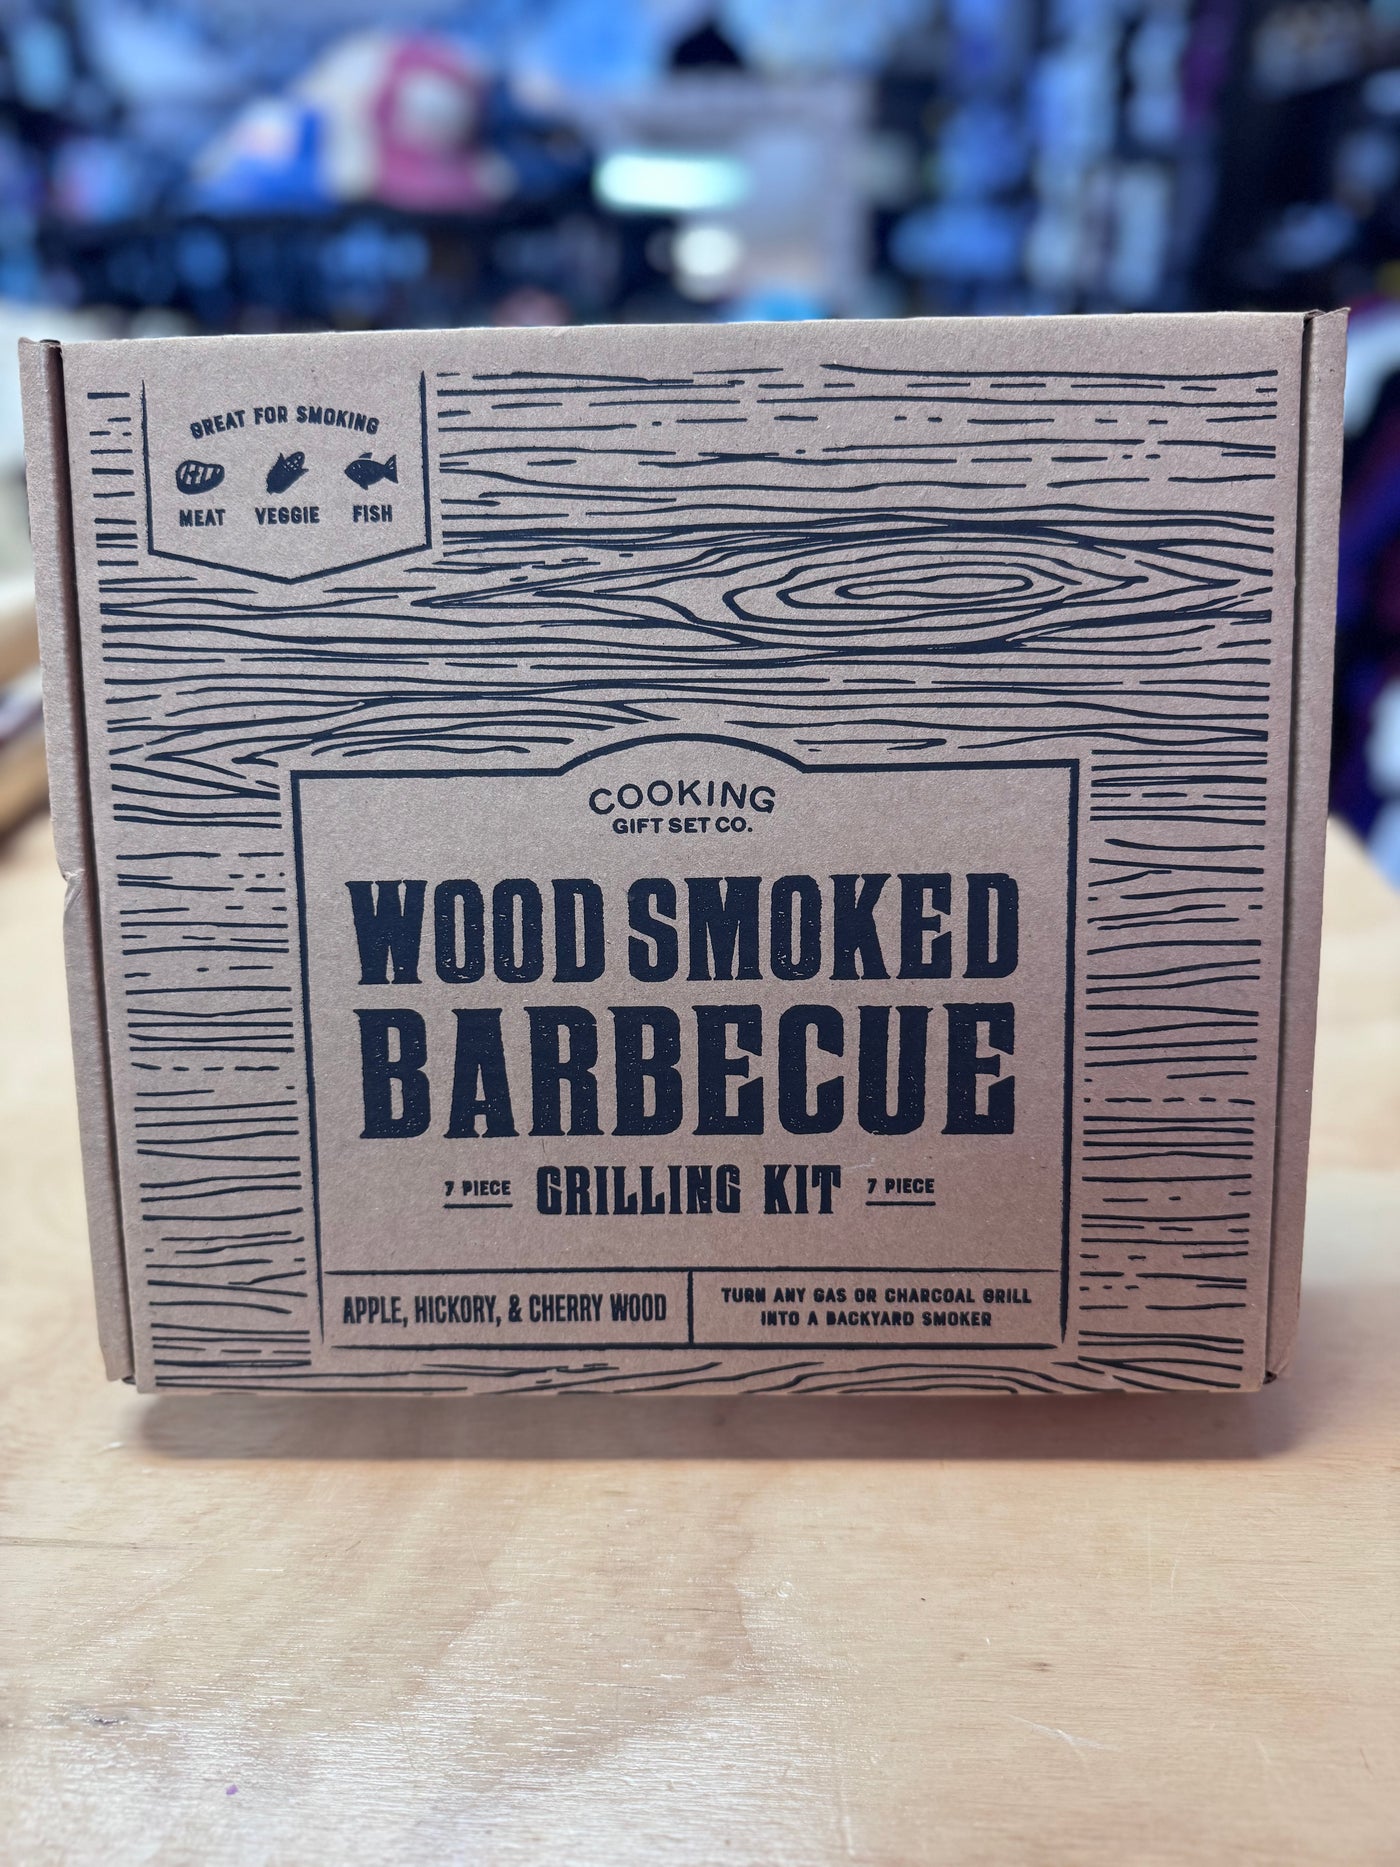 GREAT FOR SMOKING
MEAT VEGGIE FISH
COOKING
GIFT SET CO.
WOOD SMOKED
BARBECUE
7 PIECE GRILLING KIT 7 PIECE
APPLE, HICKORY, & CHERRY WOOD
TURN ANY GAS OR CHARCOAL GRILL
INTO A BACKYARD SMOKER